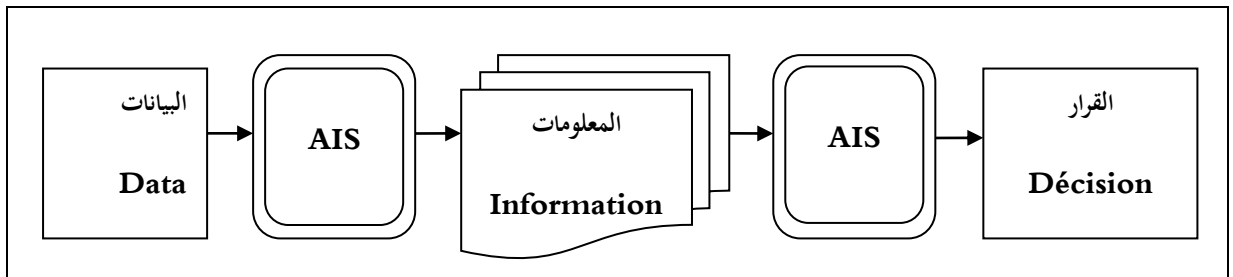 البيانات
Data
AIS
المعلومات
Information
AIS
القرار
Décision